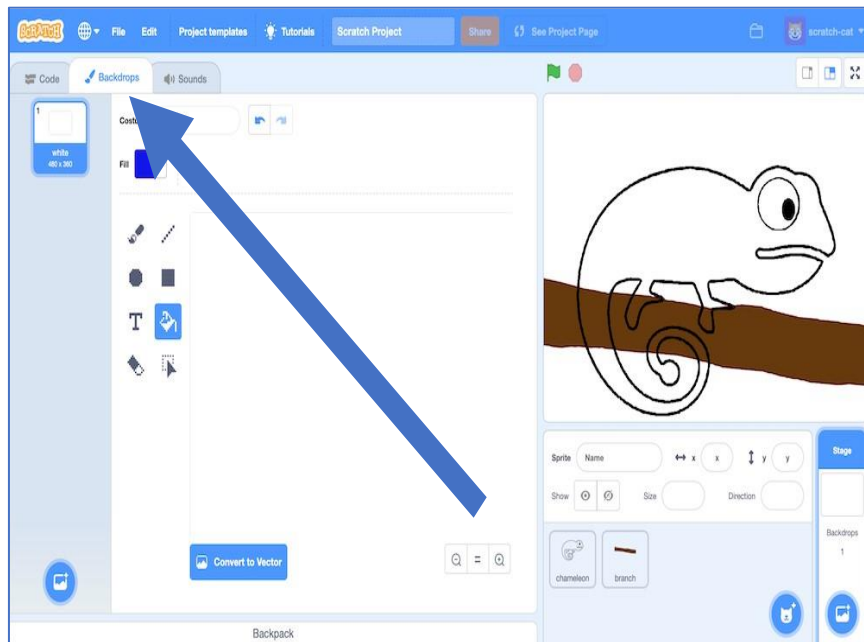 SCRATCH File Edit Project templates Tutorials Scratch Project Share See Project Page scratch-cat
Code Backdrops Sounds
1
white
480 x 360
Fill
T
Convert to Vector
=
Backpack
Sprite Name x x y y
Show Size Direction
chameleon branch
Stage
Backdrops
1